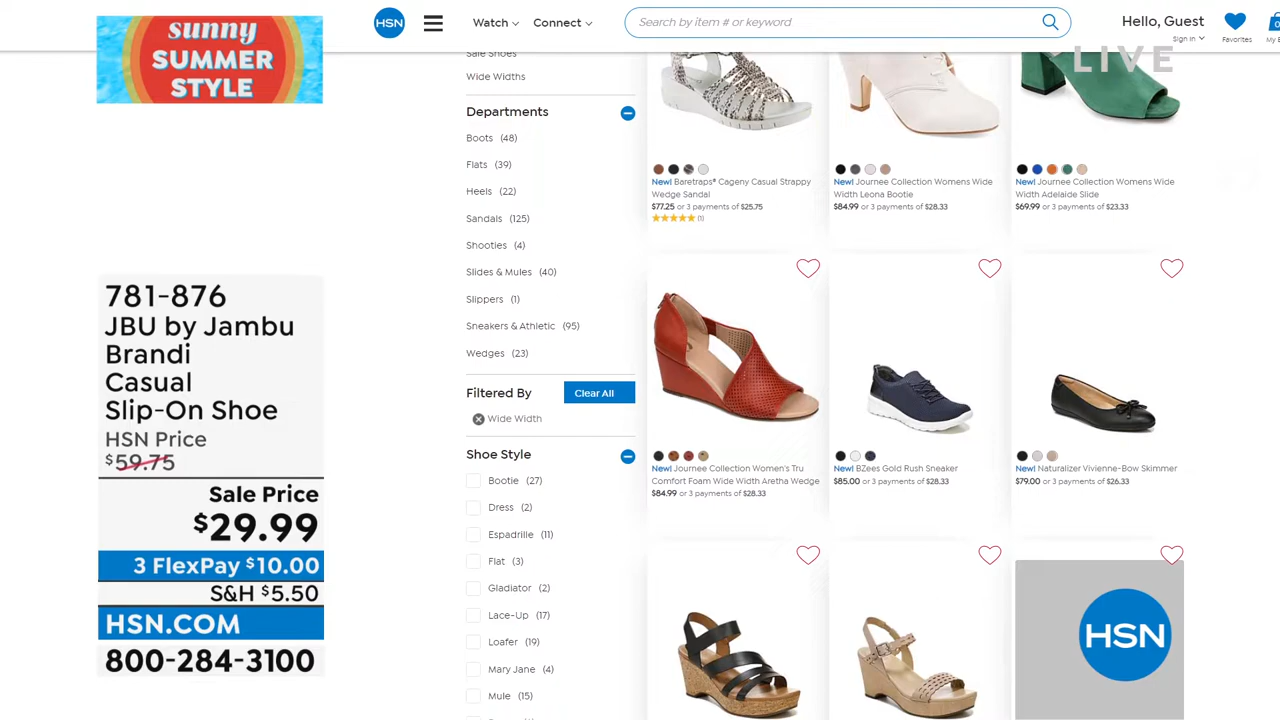 sunny
SUMMER
STYLE
781-876
JBU by Jambu
Brandi
Casual
Slip-On Shoe
HSN Price
$59.75
Sale Price
$29.99
3 FlexPay $10.00
S&H $5.50
HSN.COM
800-284-3100
HSN
Watch
Connect
Search by item # or keyword
Hello, Guest
Sign In
Favorites
0
LIVE
Sale Shoes
Wide Widths
Departments
Boots (48)
Flats (39)
Heels (22)
Sandals (125)
Shooties (4)
Slides & Mules (40)
Slippers (1)
Sneakers & Athletic (95)
Wedges (23)
Filtered By
Clear All
Wide Width
Shoe Style
Bootie (27)
Dress (2)
Espadrille (11)
Flat (3)
Gladiator (2)
Lace-Up (17)
Loafer (19)
Mary Jane (4)
Mule (15)
New! Baretraps® Cageny Casual Strappy
Wedge Sandal
$77.25 or 3 payments of $25.75
(1)
New! Journee Collection Womens Wide
Width Leona Bootie
$84.99 or 3 payments of $28.33
New! Journee Collection Womens Wide
Width Adelaide Slide
$69.99 or 3 payments of $23.33
New! Journee Collection Women's Tru
Comfort Foam Wide Width Aretha Wedge
$84.99 or 3 payments of $28.33
New! BZees Gold Rush Sneaker
$85.00 or 3 payments of $28.33
New! Naturalizer Vivienne-Bow Skimmer
$79.00 or 3 payments of $26.33
HSN